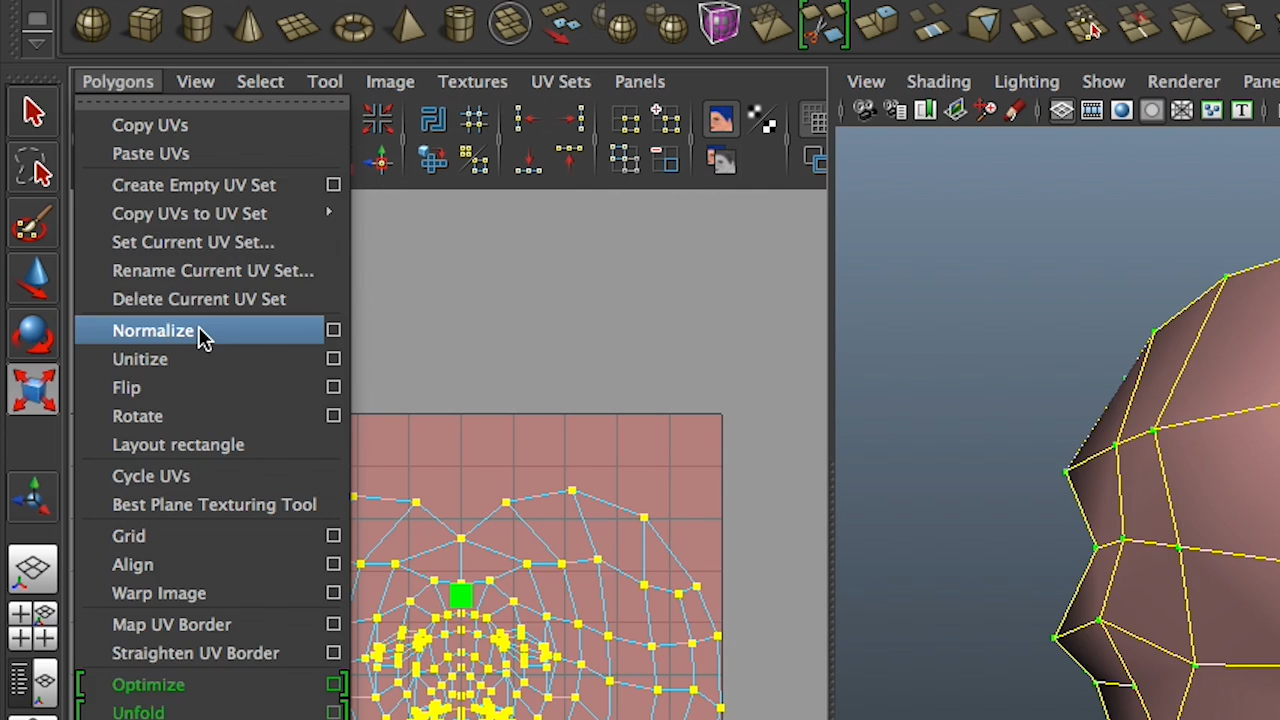 Polygons View Select Tool Image Textures UV Sets Panels
View Shading Lighting Show Renderer Pane
T
Copy UVs
Paste UVs
Create Empty UV Set
Copy UVs to UV Set
Set Current UV Set...
Rename Current UV Set...
Delete Current UV Set
Normalize
Unitize
Flip
Rotate
Layout rectangle
Cycle UVs
Best Plane Texturing Tool
Grid
Align
Warp Image
Map UV Border
Straighten UV Border
Optimize
Unfold